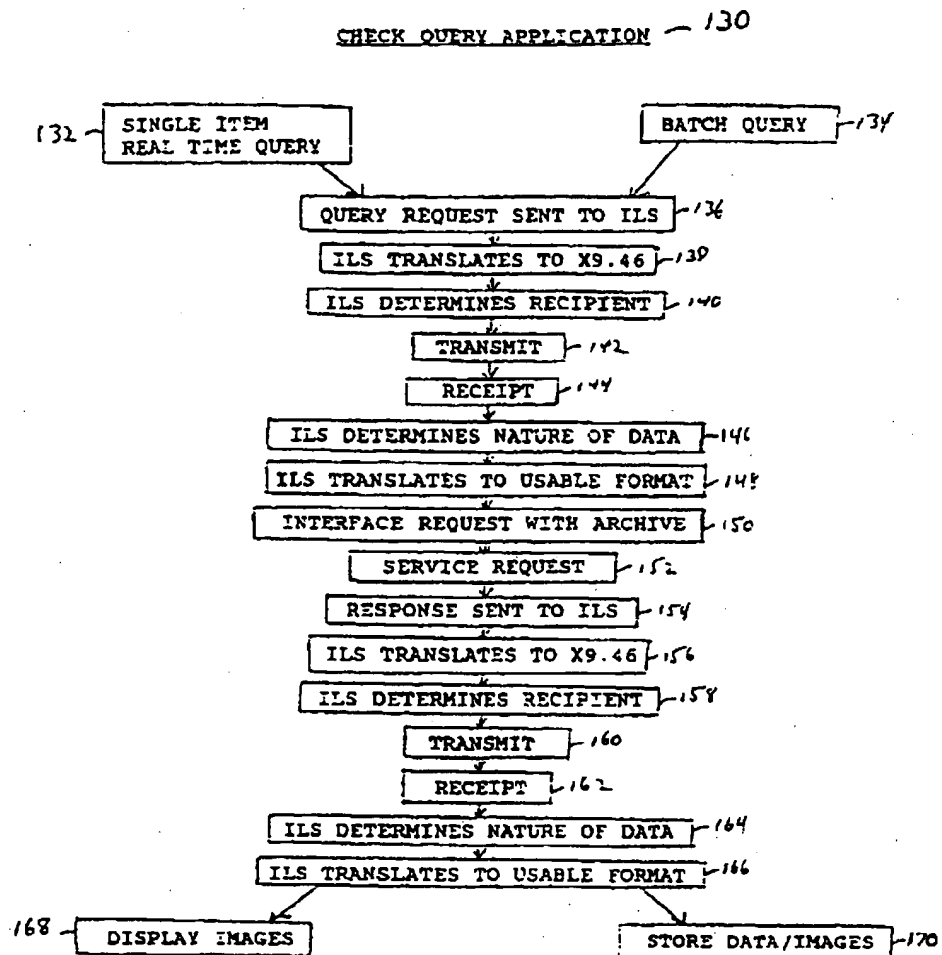 CHECK QUERY APPLICATION 130
132 SINGLE ITEM
REAL TIME QUERY
BATCH QUERY 134
QUERY REQUEST SENT TO ILS 136
ILS TRANSLATES TO X9.46 138
ILS DETERMINES RECIPIENT 140
TRANSMIT 142
RECEIPT 144
ILS DETERMINES NATURE OF DATA 146
ILS TRANSLATES TO USABLE FORMAT 148
INTERFACE REQUEST WITH ARCHIVE 150
SERVICE REQUEST 152
RESPONSE SENT TO ILS 154
ILS TRANSLATES TO X9.46 156
ILS DETERMINES RECIPIENT 158
TRANSMIT 160
RECEIPT 162
ILS DETERMINES NATURE OF DATA 164
ILS TRANSLATES TO USABLE FORMAT 166
168 DISPLAY IMAGES
STORE DATA/IMAGES 170